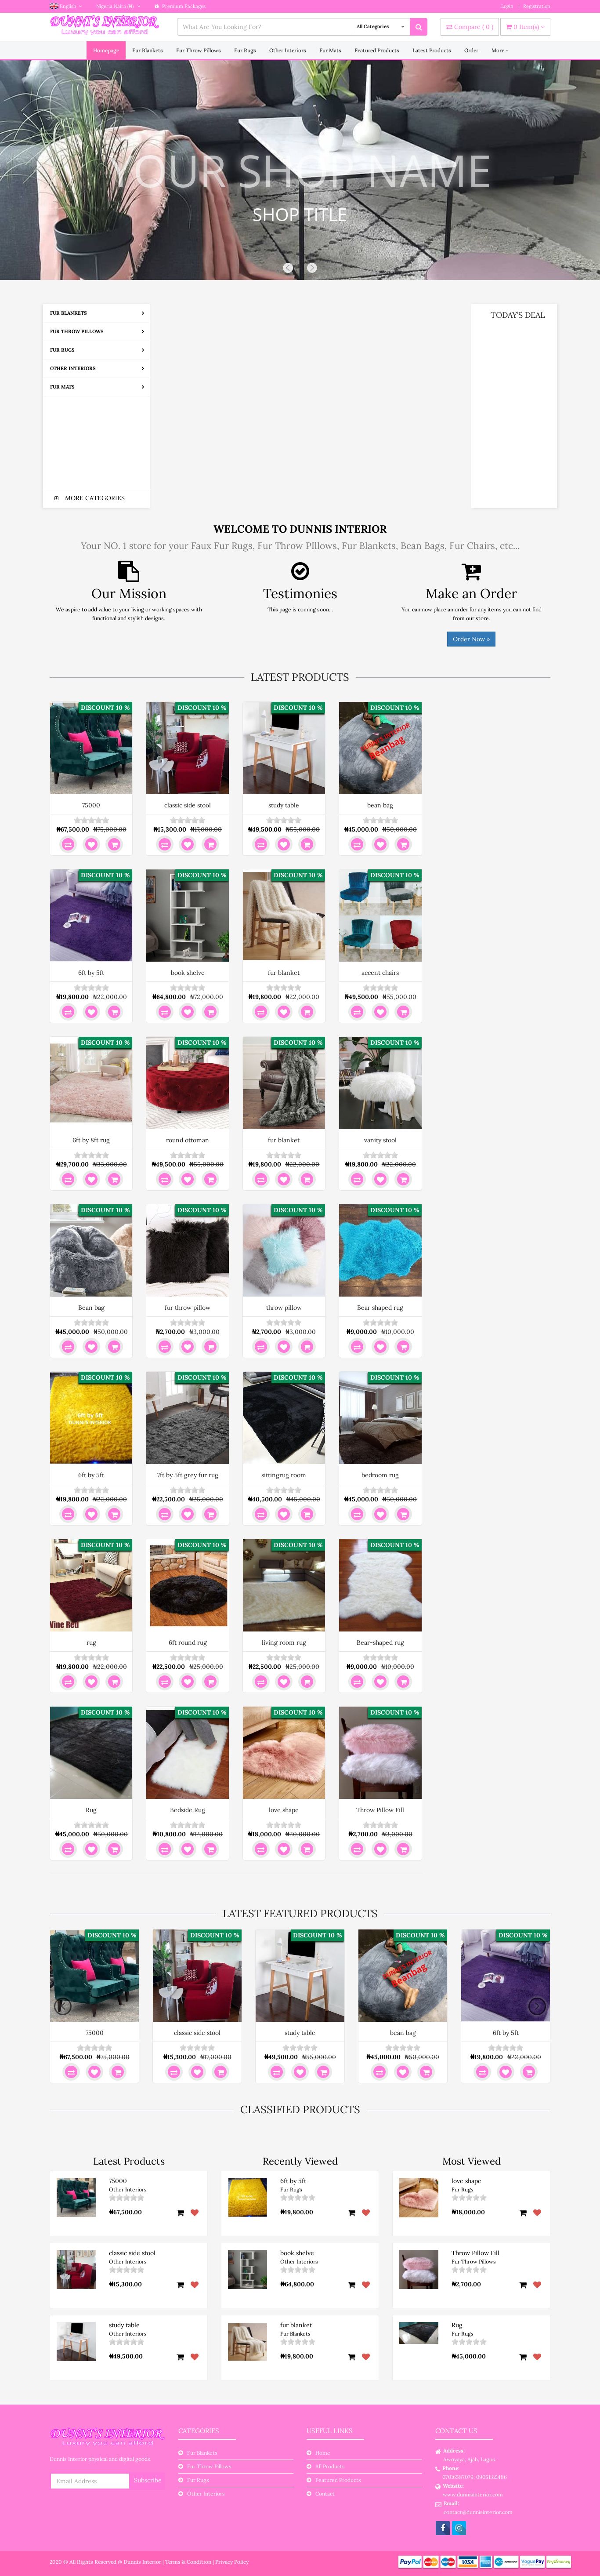 English
Nigeria Naira (₦)
Premium Packages
Login
Registration
DUNNI'S INTERIOR
Luxury you can afford
What Are You Looking For?
All Categories
Compare ( 0 )
0 Item(s)
Homepage
Fur Blankets
Fur Throw Pillows
Fur Rugs
Other Interiors
Fur Mats
Featured Products
Latest Products
Order
More
YOUR SHOP NAME
SHOP TITLE
FUR BLANKETS
FUR THROW PILLOWS
FUR RUGS
OTHER INTERIORS
FUR MATS
MORE CATEGORIES
TODAY'S DEAL
WELCOME TO DUNNIS INTERIOR
Your NO. 1 store for your Faux Fur Rugs, Fur Throw PIllows, Fur Blankets, Bean Bags, Fur Chairs, etc...
Our Mission
We aspire to add value to your living or working spaces with
functional and stylish designs.
Testimonies
This page is coming soon...
Make an Order
You can now place an order for any items you can not find
from our store.
Order Now »
LATEST PRODUCTS
DISCOUNT 10 % DISCOUNT 10 % DISCOUNT 10 % DISCOUNT 10 %
75000 classic side stool study table bean bag
₦67,500.00 ₦75,000.00 ₦15,300.00 ₦17,000.00 ₦49,500.00 ₦55,000.00 ₦45,000.00 ₦50,000.00
DISCOUNT 10 % DISCOUNT 10 % DISCOUNT 10 % DISCOUNT 10 %
6ft by 5ft book shelve fur blanket accent chairs
₦19,800.00 ₦22,000.00 ₦64,800.00 ₦72,000.00 ₦19,800.00 ₦22,000.00 ₦49,500.00 ₦55,000.00
DISCOUNT 10 % DISCOUNT 10 % DISCOUNT 10 % DISCOUNT 10 %
6ft by 8ft rug round ottoman fur blanket vanity stool
₦29,700.00 ₦33,000.00 ₦49,500.00 ₦55,000.00 ₦19,800.00 ₦22,000.00 ₦19,800.00 ₦22,000.00
DISCOUNT 10 % DISCOUNT 10 % DISCOUNT 10 % DISCOUNT 10 %
Bean bag fur throw pillow throw pillow Bear shaped rug
₦45,000.00 ₦50,000.00 ₦2,700.00 ₦3,000.00 ₦2,700.00 ₦3,000.00 ₦9,000.00 ₦10,000.00
DISCOUNT 10 % DISCOUNT 10 % DISCOUNT 10 % DISCOUNT 10 %
6ft by 5ft
6ft by 5ft 7ft by 5ft grey fur rug sittingrug room bedroom rug
₦19,800.00 ₦22,000.00 ₦22,500.00 ₦25,000.00 ₦40,500.00 ₦45,000.00 ₦45,000.00 ₦50,000.00
DISCOUNT 10 % DISCOUNT 10 % DISCOUNT 10 % DISCOUNT 10 %
Wine Red
rug 6ft round rug living room rug Bear-shaped rug
₦19,800.00 ₦22,000.00 ₦22,500.00 ₦25,000.00 ₦22,500.00 ₦25,000.00 ₦9,000.00 ₦10,000.00
DISCOUNT 10 % DISCOUNT 10 % DISCOUNT 10 % DISCOUNT 10 %
Rug Bedside Rug love shape Throw Pillow Fill
₦45,000.00 ₦50,000.00 ₦10,800.00 ₦12,000.00 ₦18,000.00 ₦20,000.00 ₦2,700.00 ₦3,000.00
LATEST FEATURED PRODUCTS
DISCOUNT 10 % DISCOUNT 10 % DISCOUNT 10 % DISCOUNT 10 % DISCOUNT 10 %
75000 classic side stool study table bean bag 6ft by 5ft
₦67,500.00 ₦75,000.00 ₦15,300.00 ₦17,000.00 ₦49,500.00 ₦55,000.00 ₦45,000.00 ₦50,000.00 ₦19,800.00 ₦22,000.00
CLASSIFIED PRODUCTS
Latest Products
75000
Other Interiors
₦67,500.00
classic side stool
Other Interiors
₦15,300.00
study table
Other Interiors
₦49,500.00
Recently Viewed
6ft by 5ft
Fur Rugs
₦19,800.00
book shelve
Other Interiors
₦64,800.00
fur blanket
Fur Blankets
₦19,800.00
Most Viewed
love shape
Fur Rugs
₦18,000.00
Throw Pillow Fill
Fur Throw Pillows
₦2,700.00
Rug
Fur Rugs
₦45,000.00
DUNNI'S INTERIOR
Luxury you can afford
Dunnis Interior physical and digital goods
Email Address
Subscribe
CATEGORIES
Fur Blankets
Fur Throw Pillows
Fur Rugs
Other Interiors
USEFUL LINKS
Home
All Products
Featured Products
Contact
CONTACT US
Address:
Awoyaya, Ajah, Lagos.
Phone:
Website:
www.dunnisinterior.com
Email:
contact@dunnisinterior.com
2020 © All Rights Reserved @ Dunnis Interior | Terms & Condition | Privacy Policy
PayPal
VISA
VoguePay